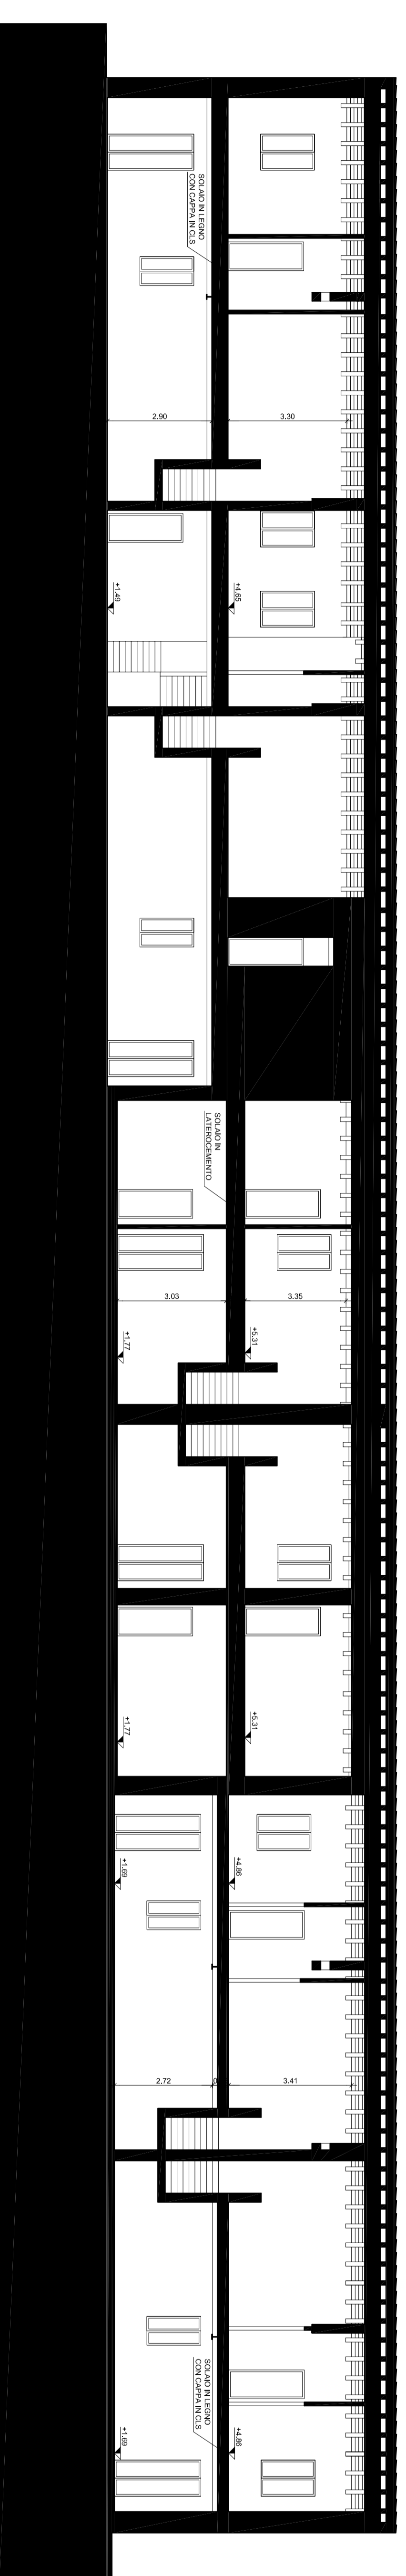 SOLAIO IN LEGNO
CON CAPPA IN CLS
2.90
3.30
+1.49
+4.65
SOLAIO IN
LATEROCEMENTO
3.03
3.35
+1.77
+5.31
+1.77
+5.31
+1.69
+4.86
2.72
3.41
SOLAIO IN LEGNO
CON CAPPA IN CLS
+1.69
+4.86